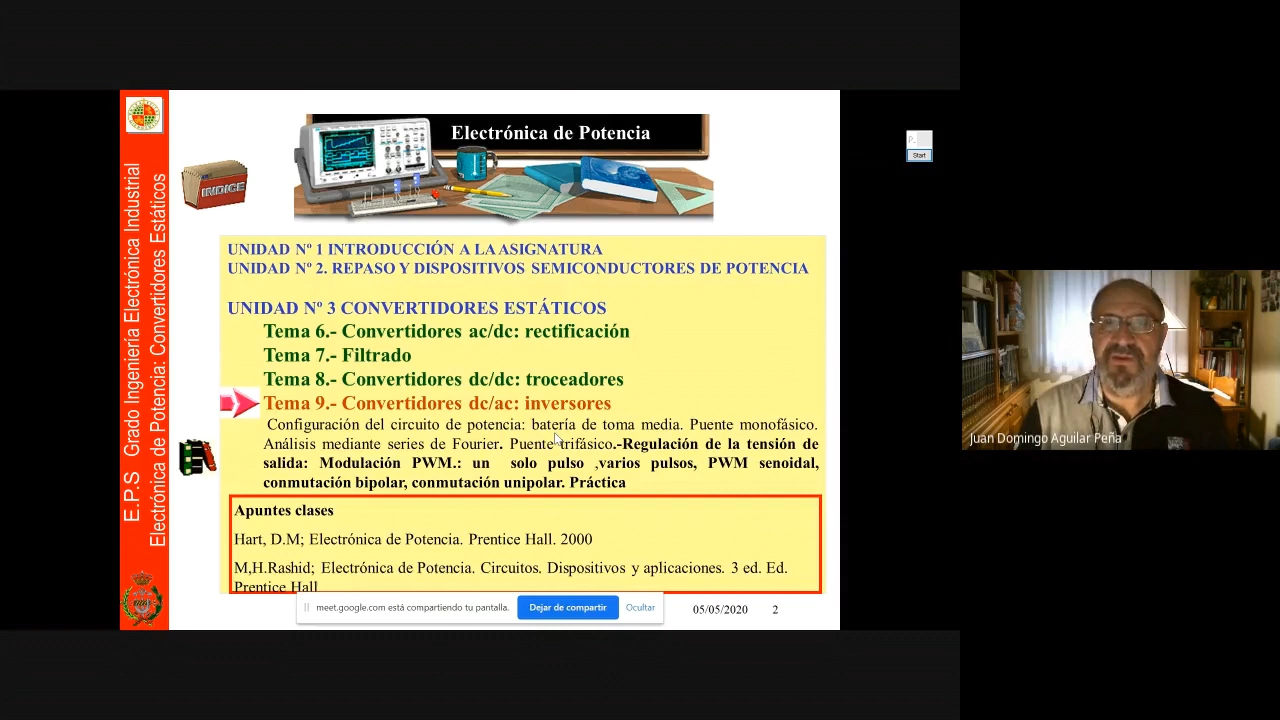 E.P.S Grado Ingeniería Electrónica Industrial
Electrónica de Potencia: Convertidores Estáticos
INDICE
Electrónica de Potencia
UNIDAD Nº 1 INTRODUCCIÓN A LA ASIGNATURA
UNIDAD Nº 2. REPASO Y DISPOSITIVOS SEMICONDUCTORES DE POTENCIA
UNIDAD Nº 3 CONVERTIDORES ESTÁTICOS
Tema 6.- Convertidores ac/dc: rectificación
Tema 7.- Filtrado
Tema 8.- Convertidores dc/dc: troceadores
Tema 9.- Convertidores dc/ac: inversores
Configuración del circuito de potencia: batería de toma media. Puente monofásico.
Análisis mediante series de Fourier. Puente trifásico.-Regulación de la tensión de
salida: Modulación PWM.: un solo pulso ,varios pulsos, PWM senoidal,
conmutación bipolar, conmutación unipolar. Práctica
Apuntes clases
Hart, D.M; Electrónica de Potencia. Prentice Hall. 2000
M,H.Rashid; Electrónica de Potencia. Circuitos. Dispositivos y aplicaciones. 3 ed. Ed.
Prentice Hall
meet.google.com está compartiendo tu pantalla. Dejar de compartir Ocultar
05/05/2020 2
Start
Juan Domingo Aguilar Peña